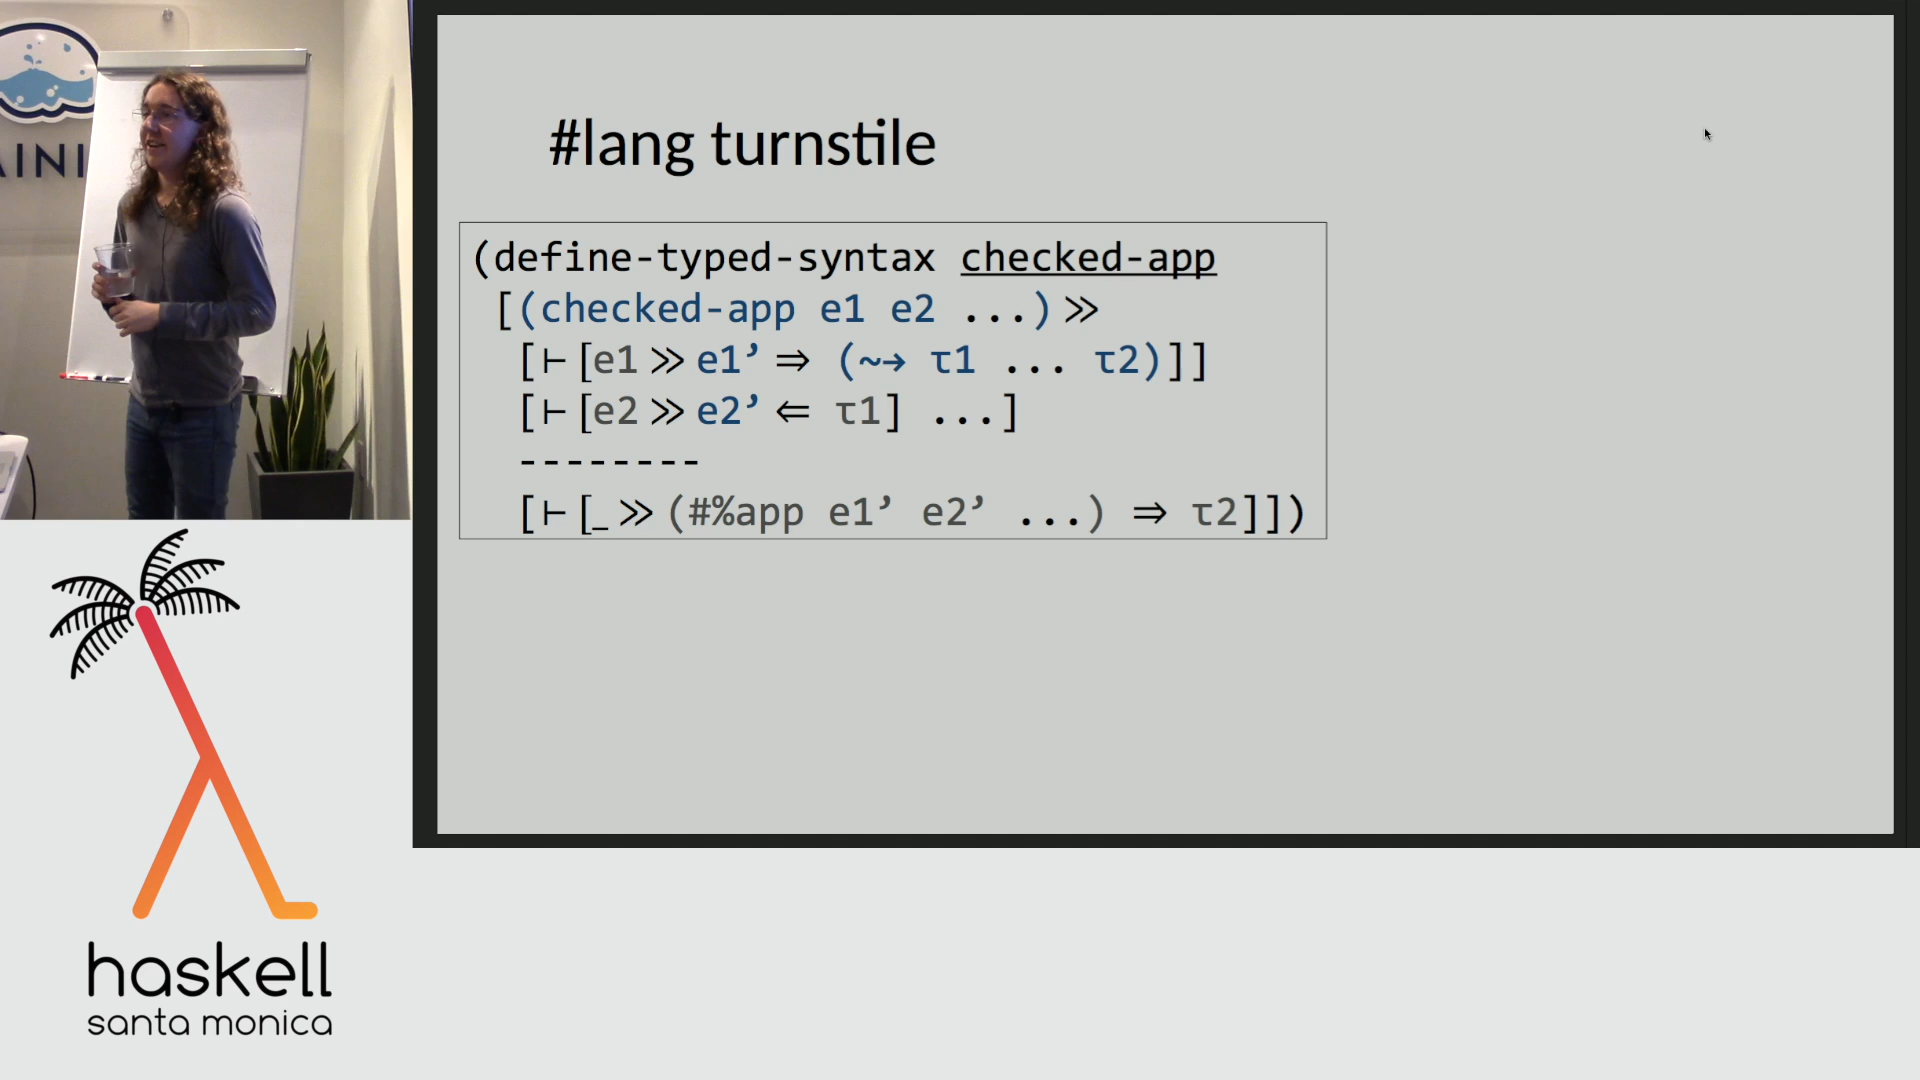 AINI
#lang turnstile
(define-typed-syntax checked-app
[(checked-app e1 e2 ...) ≫
[⊢ [e1 ≫ e1’ ⇒ (~→ τ1 ... τ2)]]
[⊢ [e2 ≫ e2’ ⇐ τ1] ...]
--------
[⊢ [_ ≫ (#%app e1’ e2’ ...) ⇒ τ2]])
haskell
santa monica